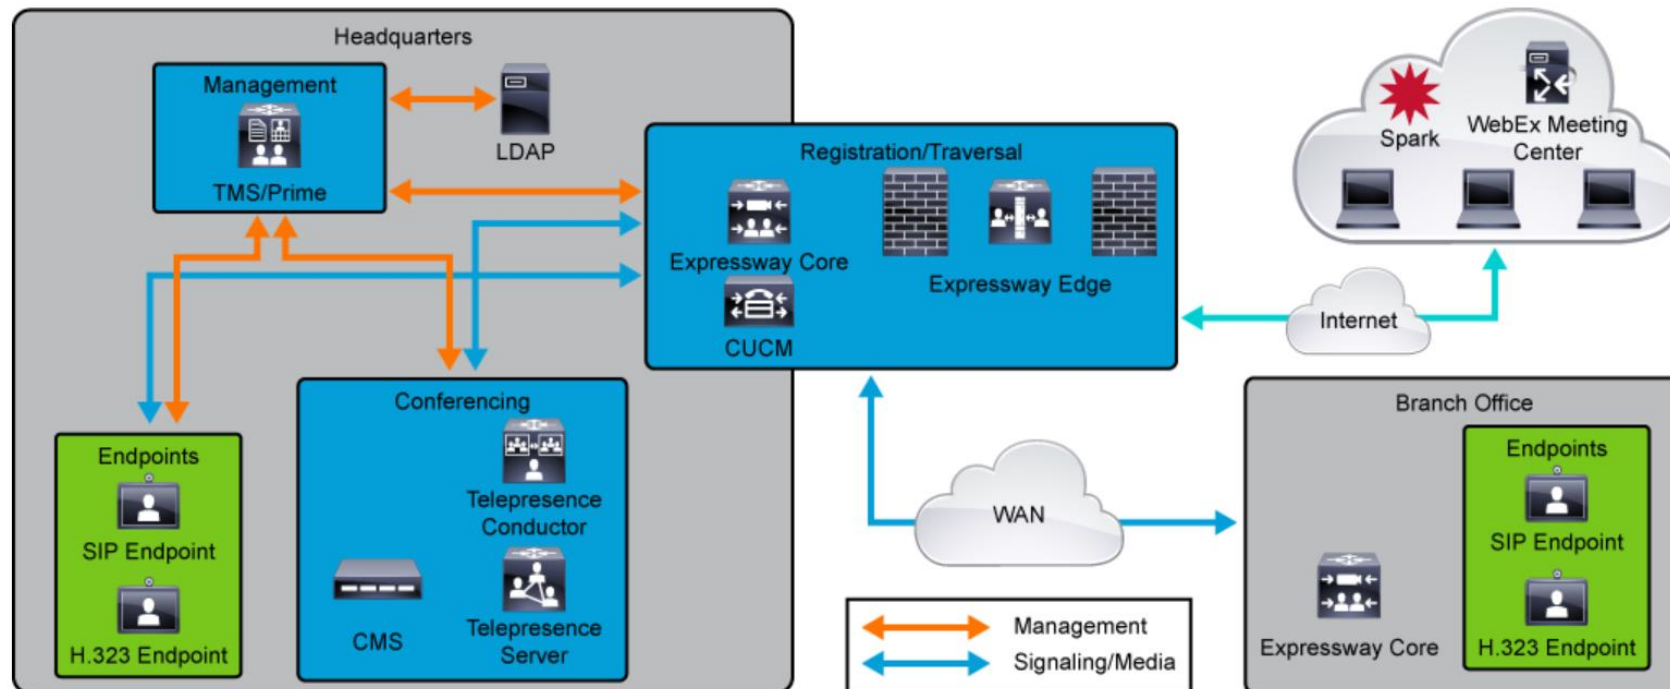 Headquarters
Management
TMS/Prime
LDAP
Registration/Traversal
Expressway Core
CUCM
Expressway Edge
Spark
WebEx Meeting
Center
Internet
Endpoints
SIP Endpoint
H.323 Endpoint
Conferencing
Telepresence
Conductor
CMS
Telepresence
Server
WAN
Branch Office
Expressway Core
Endpoints
SIP Endpoint
H.323 Endpoint
Management
Signaling/Media